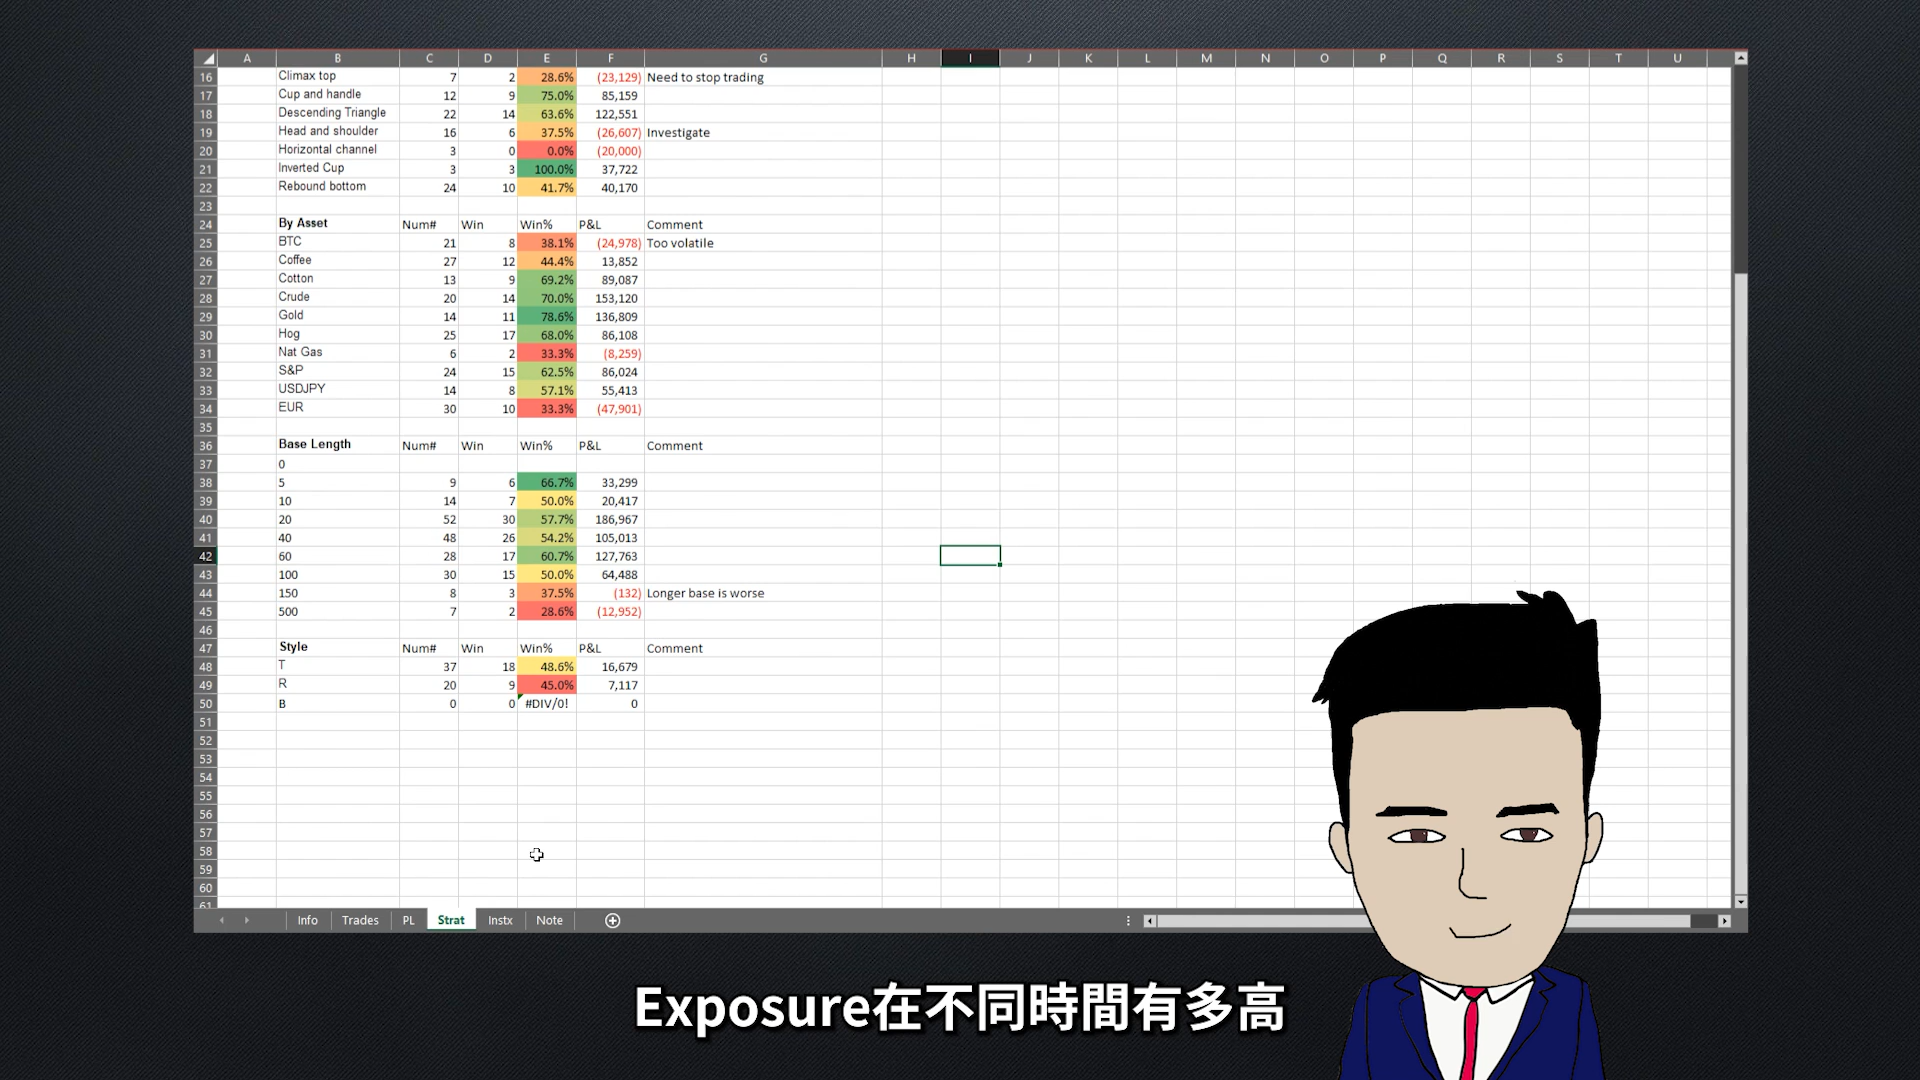 A B C D E F G H I J K L M N O P Q R S T U
16 Climax top 7 2 28.6% (23,129) Need to stop trading
17 Cup and handle 12 9 75.0% 85,159
18 Descending Triangle 22 14 63.6% 122,551
19 Head and shoulder 16 6 37.5% (26,607) Investigate
20 Horizontal channel 3 0 0.0% (20,000)
21 Inverted Cup 3 3 100.0% 37,722
22 Rebound bottom 24 10 41.7% 40,170
23
24 By Asset Num# Win Win% P&L Comment
25 BTC 21 8 38.1% (24,978) Too volatile
26 Coffee 27 12 44.4% 13,852
27 Cotton 13 9 69.2% 89,087
28 Crude 20 14 70.0% 153,120
29 Gold 14 11 78.6% 136,809
30 Hog 25 17 68.0% 86,108
31 Nat Gas 6 2 33.3% (8,259)
32 S&P 24 15 62.5% 86,024
33 USDJPY 14 8 57.1% 55,413
34 EUR 30 10 33.3% (47,901)
35
36 Base Length Num# Win Win% P&L Comment
37 0
38 5 9 6 66.7% 33,299
39 10 14 7 50.0% 20,417
40 20 52 30 57.7% 186,967
41 40 48 26 54.2% 105,013
42 60 28 17 60.7% 127,763
43 100 30 15 50.0% 64,488
44 150 8 3 37.5% (132) Longer base is worse
45 500 7 2 28.6% (12,952)
46
47 Style Num# Win Win% P&L Comment
48 T 37 18 48.6% 16,679
49 R 20 9 45.0% 7,117
50 B 0 0 #DIV/0! 0
51
52
53
54
55
56
57
58
59
60
61
Info Trades PL Strat Instx Note
Exposure在不同時間有多高